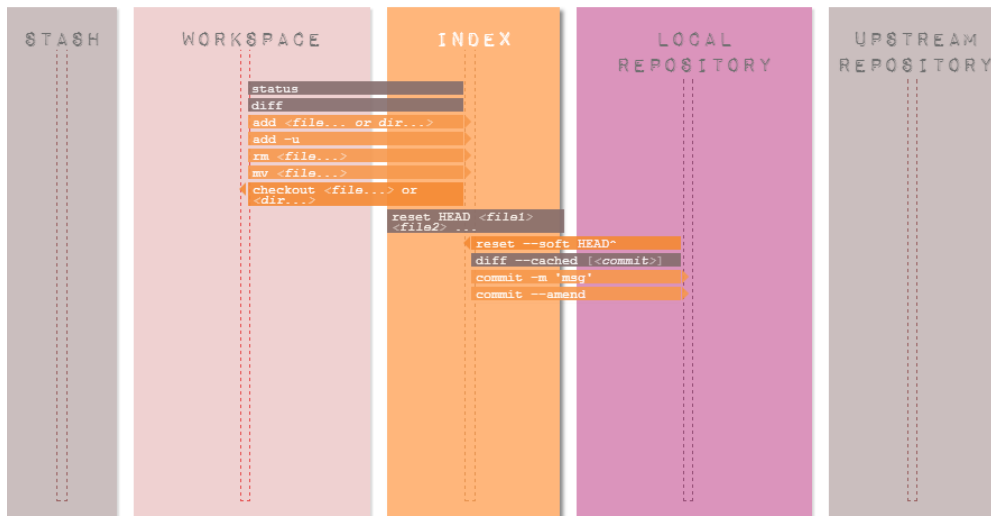 STASH
WORKSPACE
INDEX
LOCAL
REPOSITORY
UPSTREAM
REPOSITORY
status
diff
add <file... or dir...>
add -u
rm <file...>
mv <file...>
checkout <file...> or
<dir...>
reset HEAD <file1>
<file2> ...
reset --soft HEAD^
diff --cached [<commit>]
commit -m 'msg'
commit --amend